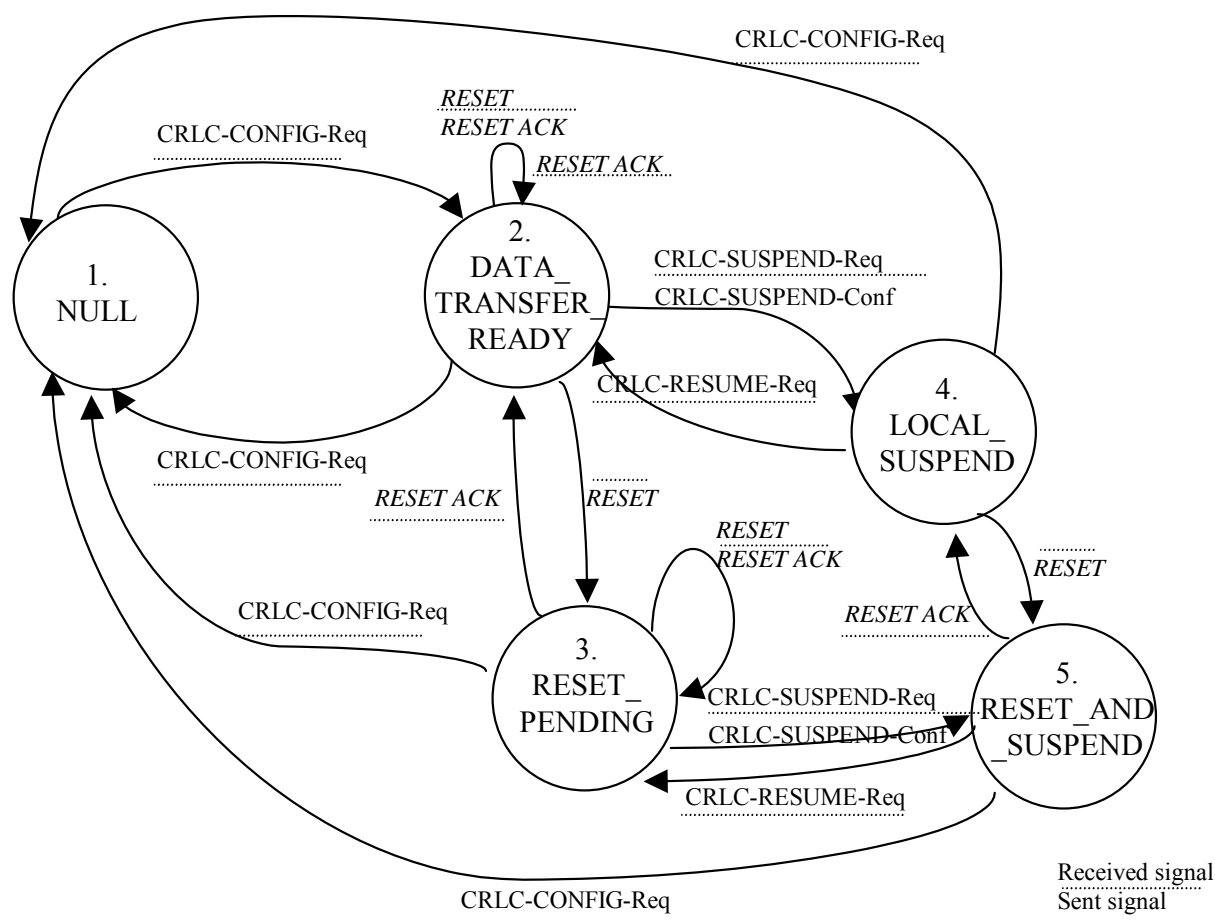 CRLC-CONFIG-Req
RESET
RESET ACK
CRLC-CONFIG-Req
RESET ACK
1.
NULL
2.
DATA_
TRANSFER_
READY
CRLC-SUSPEND-Req
CRLC-SUSPEND-Conf
CRLC-RESUME-Req
4.
LOCAL_
SUSPEND
CRLC-CONFIG-Req
RESET ACK
RESET
RESET
RESET ACK
RESET
CRLC-CONFIG-Req
RESET ACK
3.
RESET_
PENDING
CRLC-SUSPEND-Req
CRLC-SUSPEND-Conf
5.
RESET_AND
_SUSPEND
CRLC-RESUME-Req
CRLC-CONFIG-Req
Received signal
Sent signal